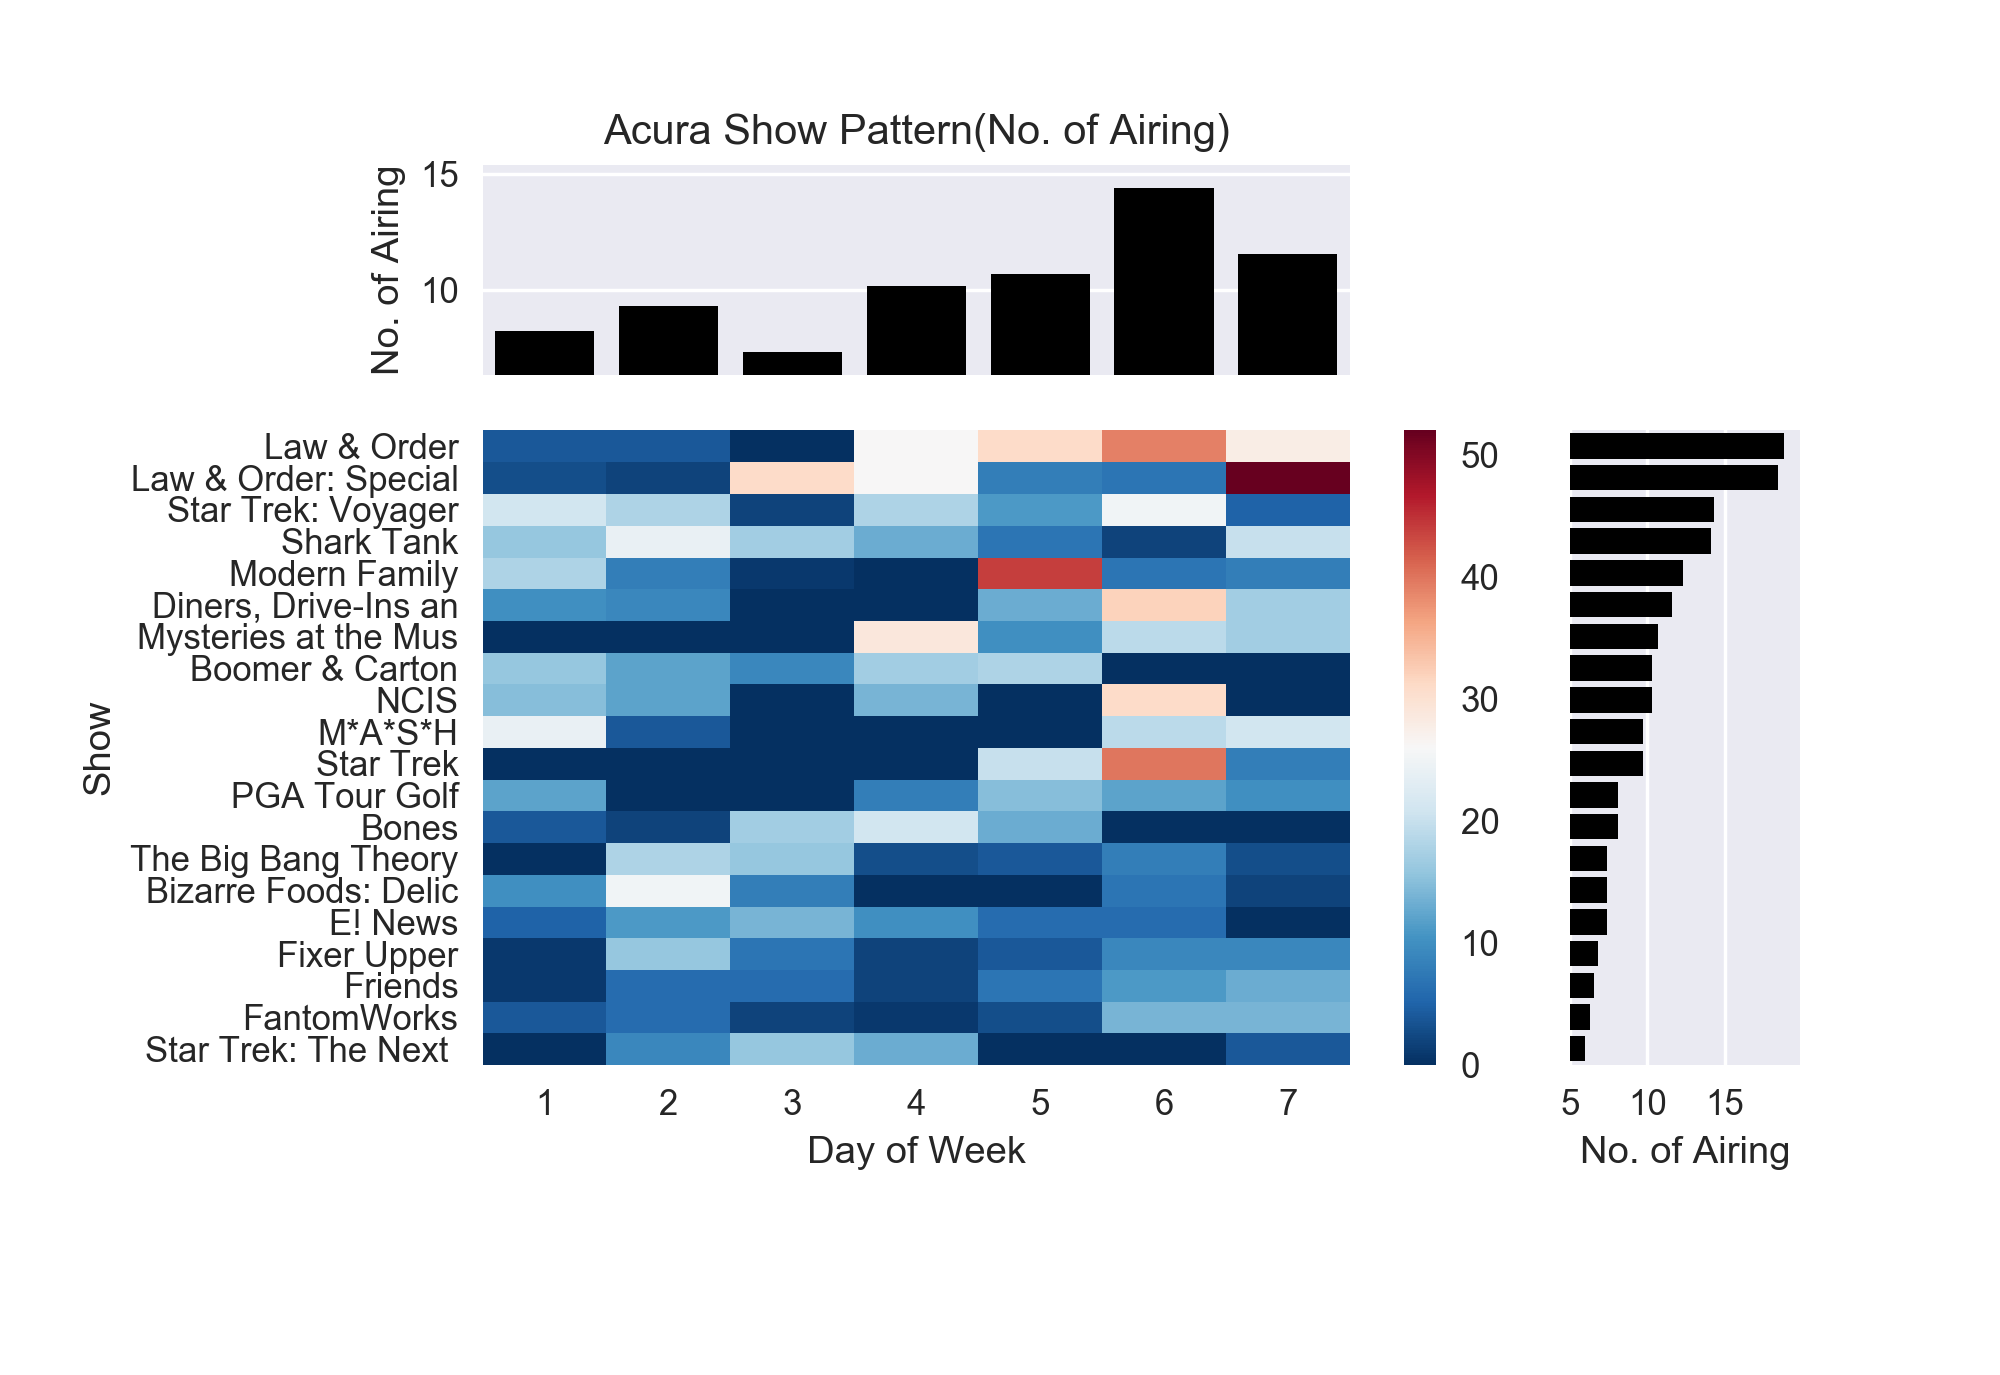 Acura Show Pattern(No. of Airing)
No. of Airing
15
10
Show
Law & Order
Law & Order: Special
Star Trek: Voyager
Shark Tank
Modern Family
Diners, Drive-Ins an
Mysteries at the Mus
Boomer & Carton
NCIS
M*A*S*H
Star Trek
PGA Tour Golf
Bones
The Big Bang Theory
Bizarre Foods: Delic
E! News
Fixer Upper
Friends
FantomWorks
Star Trek: The Next
1 2 3 4 5 6 7
Day of Week
50
40
30
20
10
0
5 10 15
No. of Airing